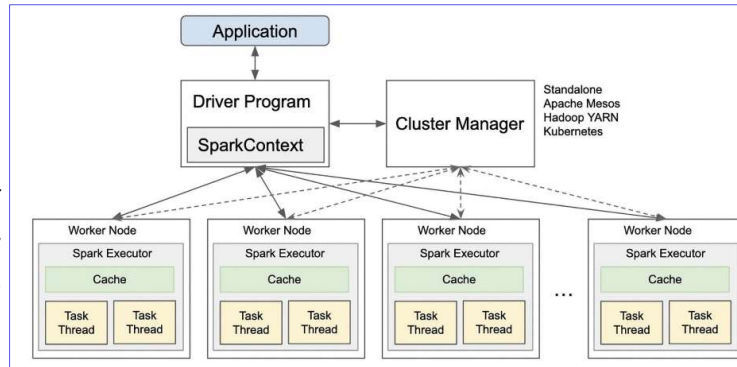 Application
Driver Program
SparkContext
Cluster Manager
Standalone
Apache Mesos
Hadoop YARN
Kubernetes
Worker Node
Spark Executor
Cache
Task
Thread
Task
Thread
Worker Node
Spark Executor
Cache
Task
Thread
Task
Thread
Worker Node
Spark Executor
Cache
Task
Thread
Task
Thread
...
Worker Node
Spark Executor
Cache
Task
Thread
Task
Thread